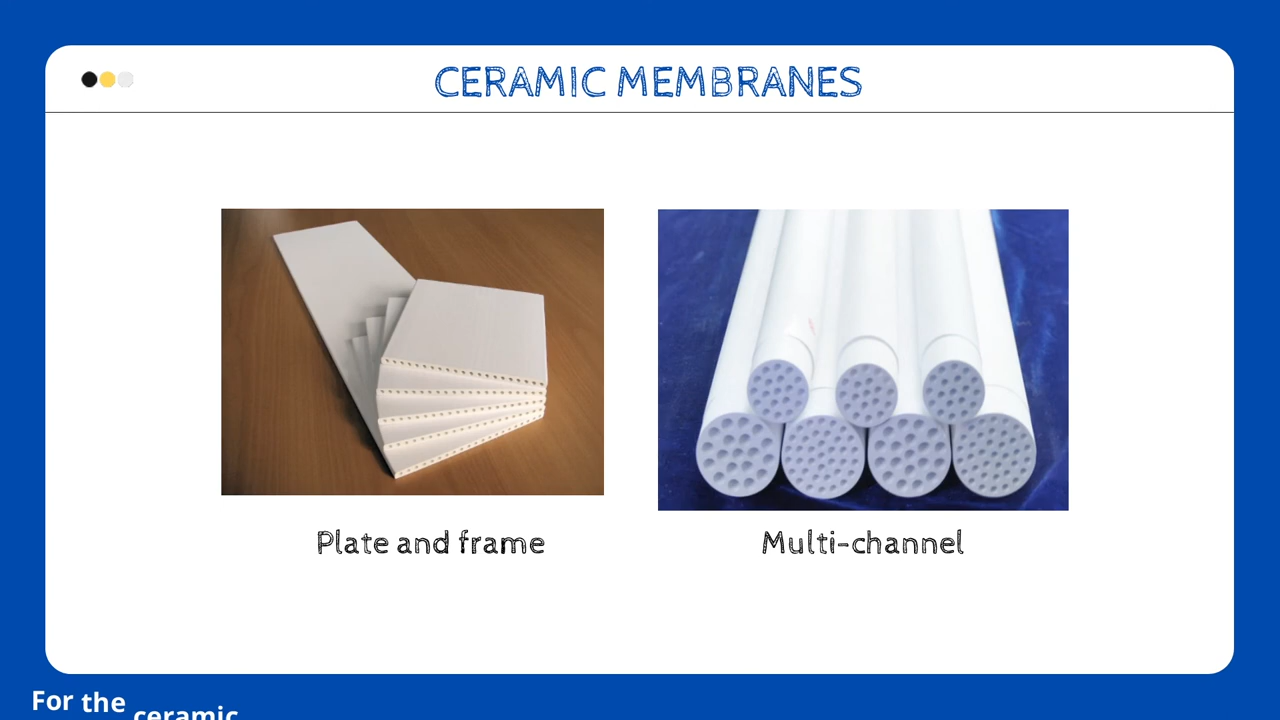 CERAMIC MEMBRANES
Plate and frame
Multi-channel
For the ceramic